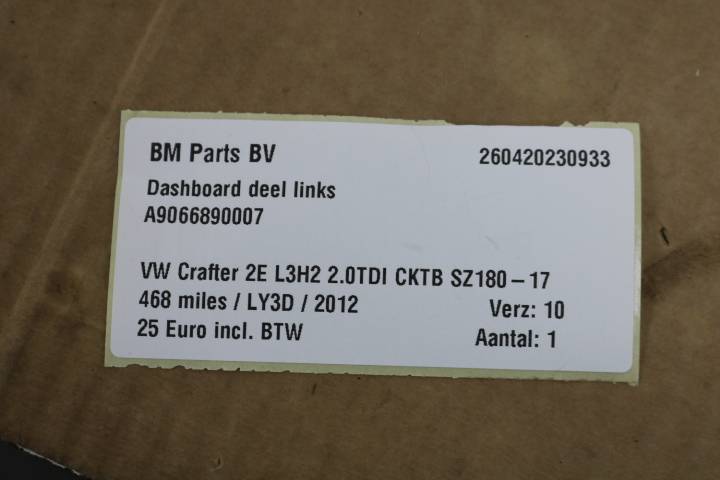 BM Parts BV 260420230933
Dashboard deel links
A9066890007
VW Crafter 2E L3H2 2.0TDI CKTB SZ180-17
468 miles / LY3D / 2012 Verz: 10
25 Euro incl. BTW Aantal: 1